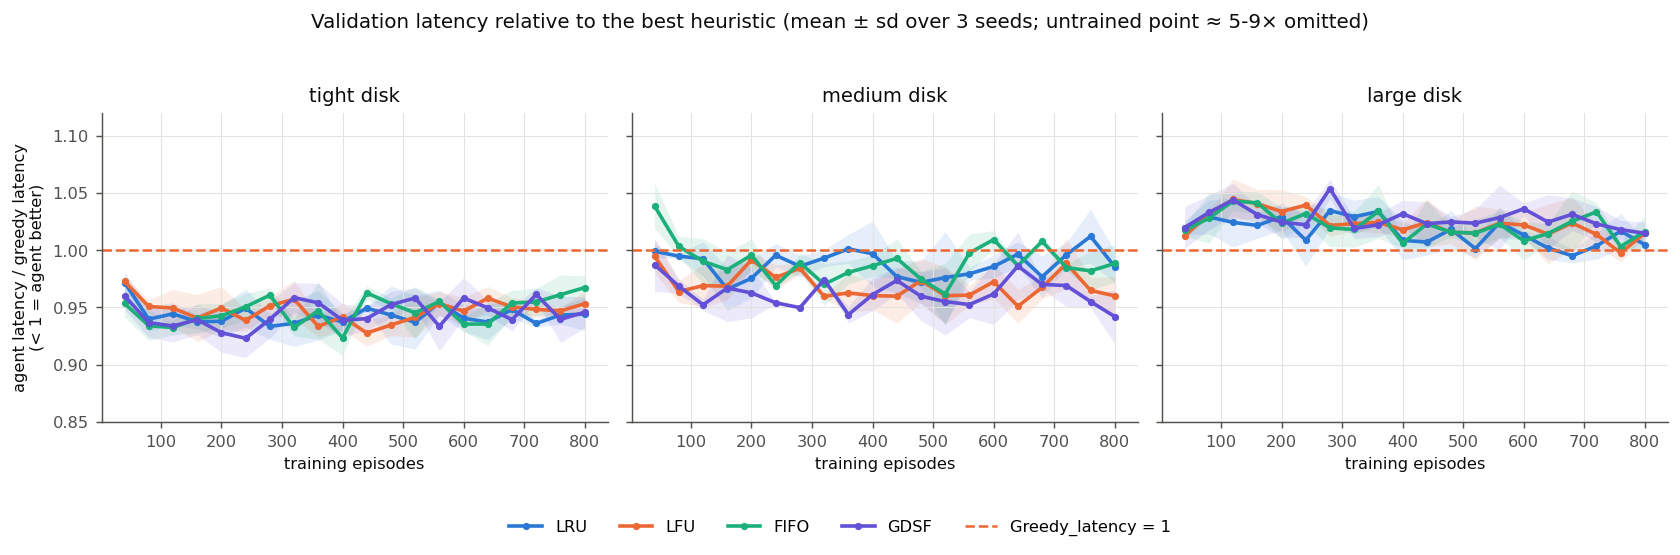 Validation latency relative to the best heuristic (mean ± sd over 3 seeds; untrained point ≈ 5-9× omitted)
tight disk
medium disk
large disk
agent latency / greedy latency
(< 1 = agent better)
1.10
1.05
1.00
0.95
0.90
0.85
100 200 300 400 500 600 700 800
100 200 300 400 500 600 700 800
100 200 300 400 500 600 700 800
training episodes
training episodes
training episodes
LRU LFU FIFO GDSF Greedy_latency = 1